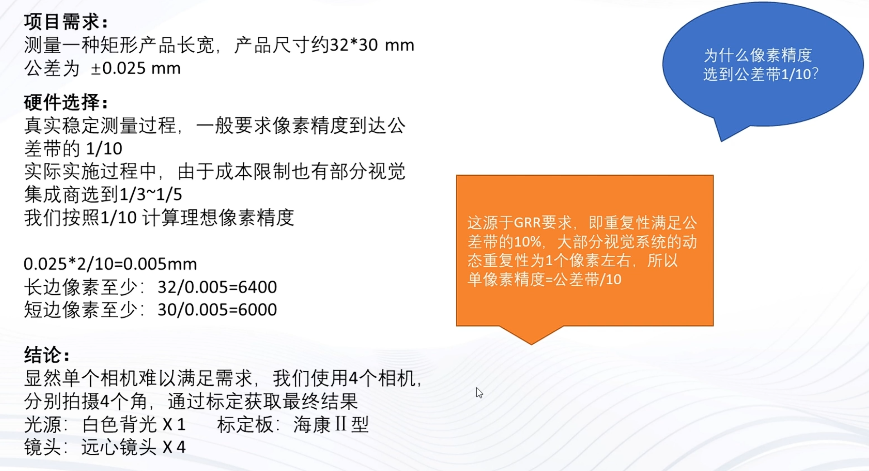 项目需求：
测量一种矩形产品长宽，产品尺寸约32*30 mm
公差为 ±0.025 mm
硬件选择：
真实稳定测量过程，一般要求像素精度到达公
差带的 1/10
实际实施过程中，由于成本限制也有部分视觉
集成商选到1/3~1/5
我们按照1/10 计算理想像素精度
0.025*2/10=0.005mm
长边像素至少：32/0.005=6400
短边像素至少：30/0.005=6000
结论：
显然单个相机难以满足需求，我们使用4个相机，
分别拍摄4个角，通过标定获取最终结果
光源：白色背光 X 1 标定板：海康Ⅱ型
镜头：远心镜头 X 4
为什么像素精度
选到公差带1/10?
这源于GRR要求，即重复性满足公
差带的10%，大部分视觉系统的动
态重复性为1个像素左右，所以
单像素精度=公差带/10